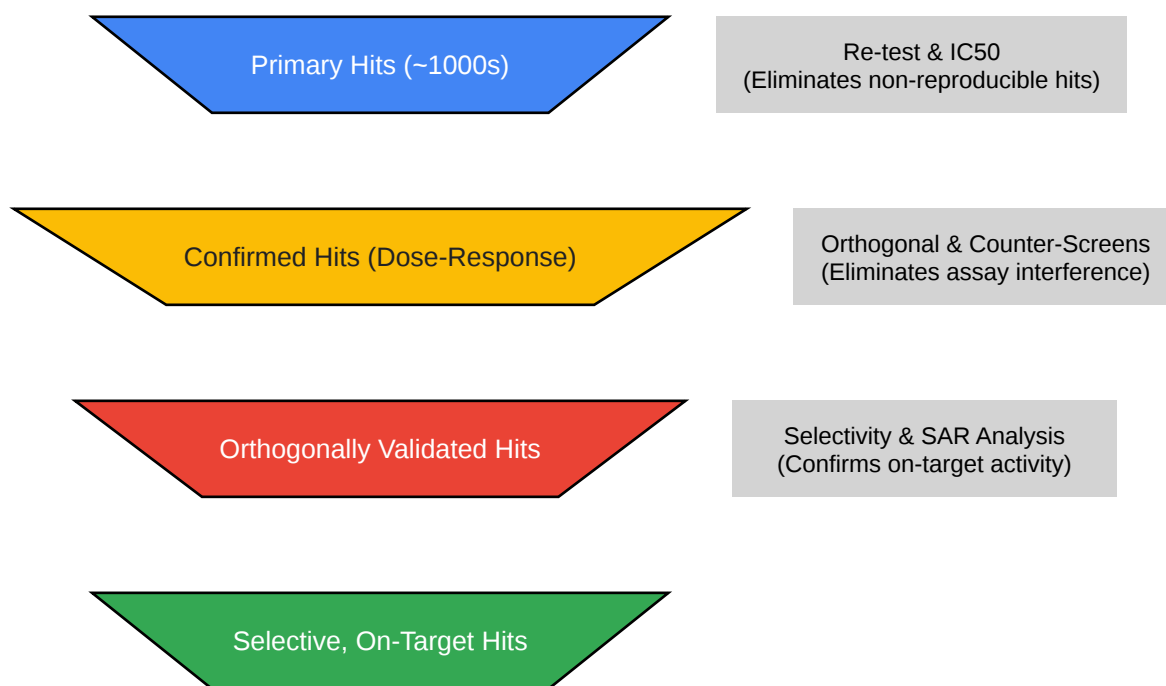 Primary Hits (~1000s)
Re-test & IC50
(Eliminates non-reproducible hits)
Confirmed Hits (Dose-Response)
Orthogonal & Counter-Screens
(Eliminates assay interference)
Orthogonally Validated Hits
Selectivity & SAR Analysis
(Confirms on-target activity)
Selective, On-Target Hits